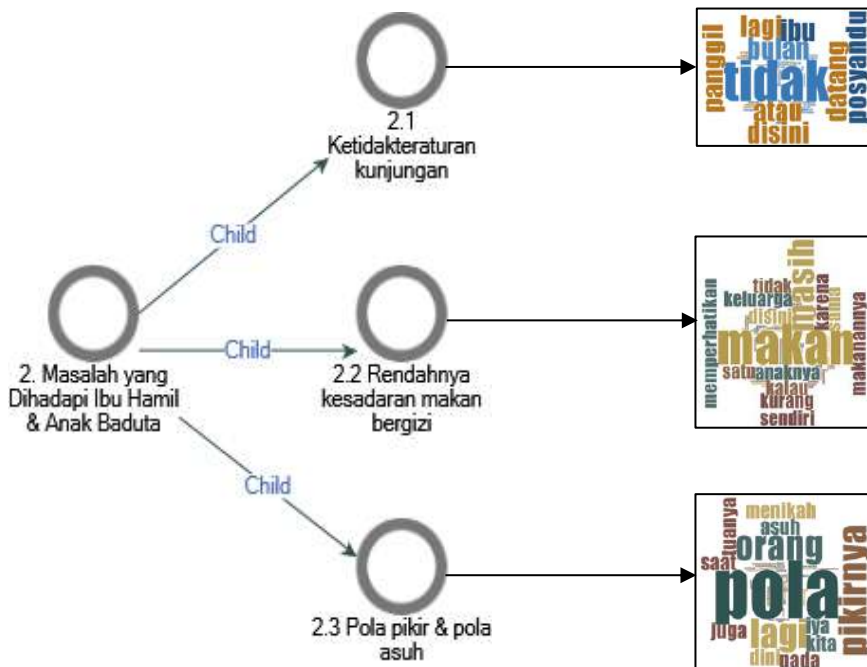 2.1
Ketidakteraturan
kunjungan
Child
2. Masalah yang
Dihadapi Ibu Hamil
& Anak Baduta
Child
2.2 Rendahnya
kesadaran makan
bergizi
Child
2.3 Pola pikir & pola
asuh
panggil
lagi
ibu
bulan
tidak
atau
disini
datang
posyandu
memperhatikan
tidak
keluarga
disini
masih
karena
sama
makan
satu
anaknya
kalau
kurang
sendiri
makanannya
menikah
asuh
tuanya
orang
saat
pola
pikirnya
juga
lagi
iya
kita
dini
pada